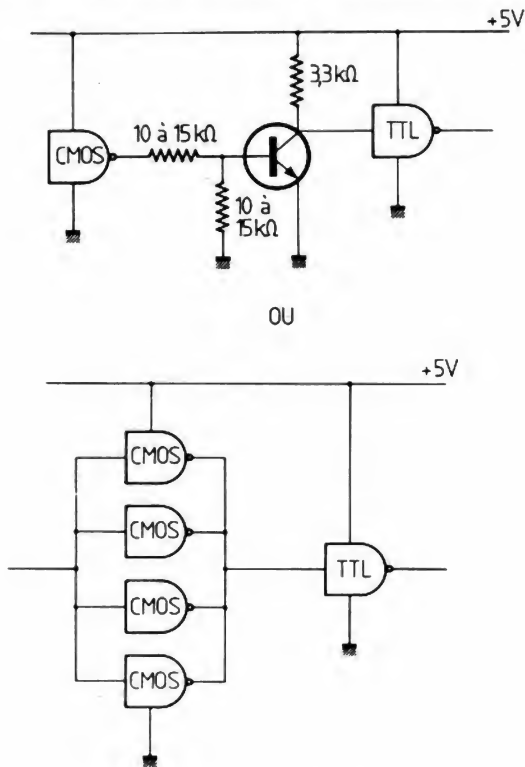 +5V
3,3kΩ
10 à 15kΩ
CMOS
TTL
10 à
15kΩ
OU
+5V
CMOS
CMOS
TTL
CMOS
CMOS